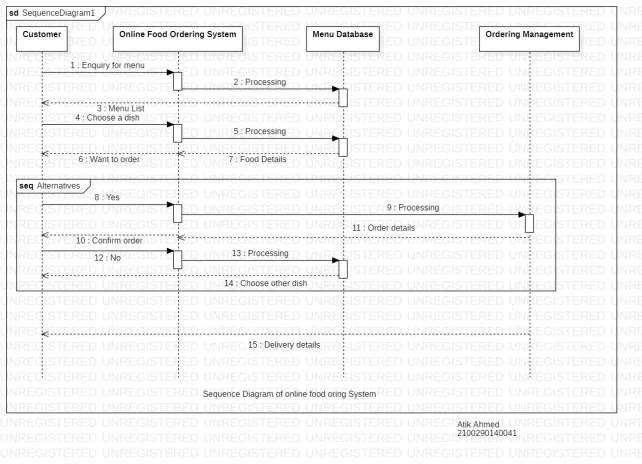 sd SequenceDiagram1
Customer
Online Food Ordering System
Menu Database
Ordering Management
1 : Enquiry for menu
2 : Processing
3 : Menu List
4 : Choose a dish
5 : Processing
6 : Want to order
7 : Food Details
seq Alternatives
8 : Yes
9 : Processing
10 : Confirm order
11 : Order details
12 : No
13 : Processing
14 : Choose other dish
15 : Delivery details
Sequence Diagram of online food oring System
Atik Ahmed
2100290140041
UNREGISTERED